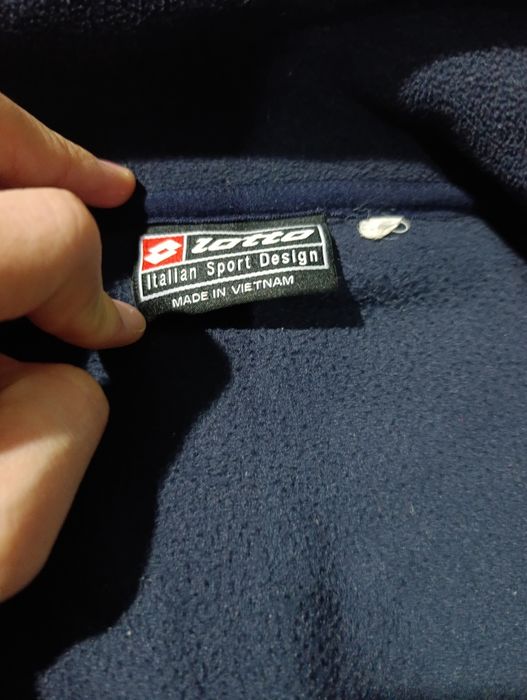 lotto
Italian Sport Design
MADE IN VIETNAM